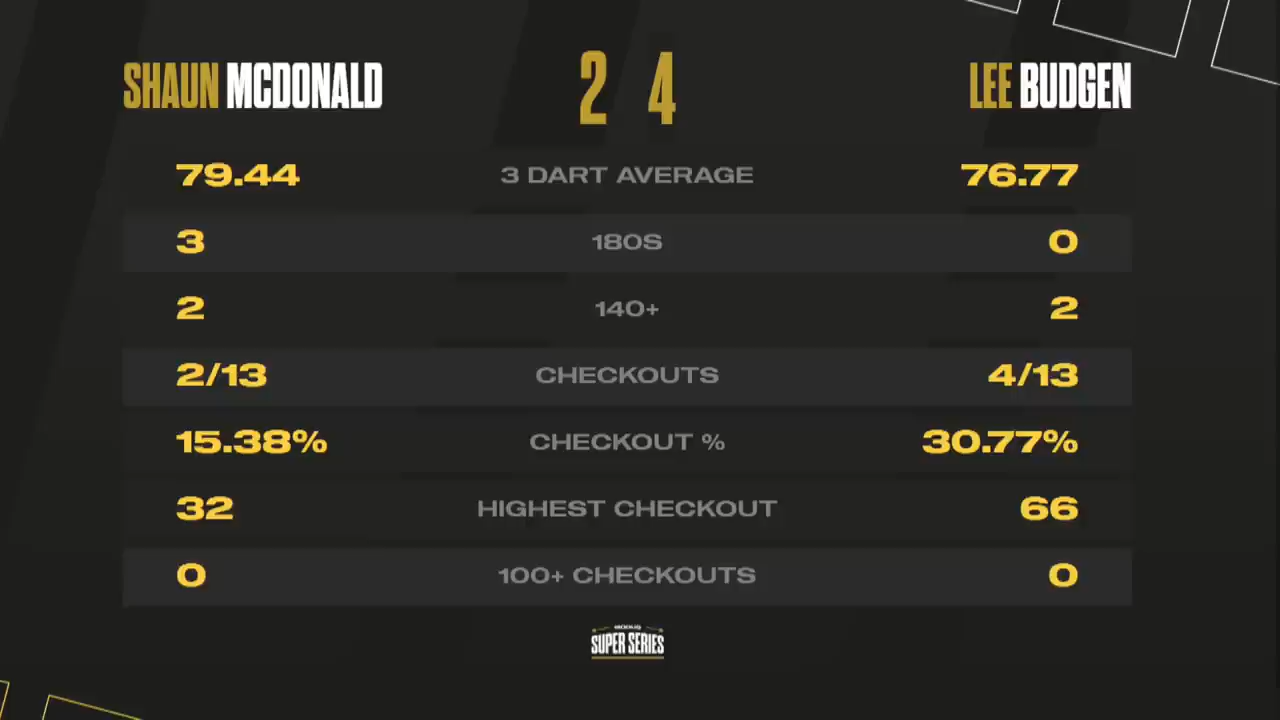 SHAUN MCDONALD 2 4 LEE BUDGEN
79.44 3 DART AVERAGE 76.77
3 180S 0
2 140+ 2
2/13 CHECKOUTS 4/13
15.38% CHECKOUT % 30.77%
32 HIGHEST CHECKOUT 66
0 100+ CHECKOUTS 0
SUPER SERIES